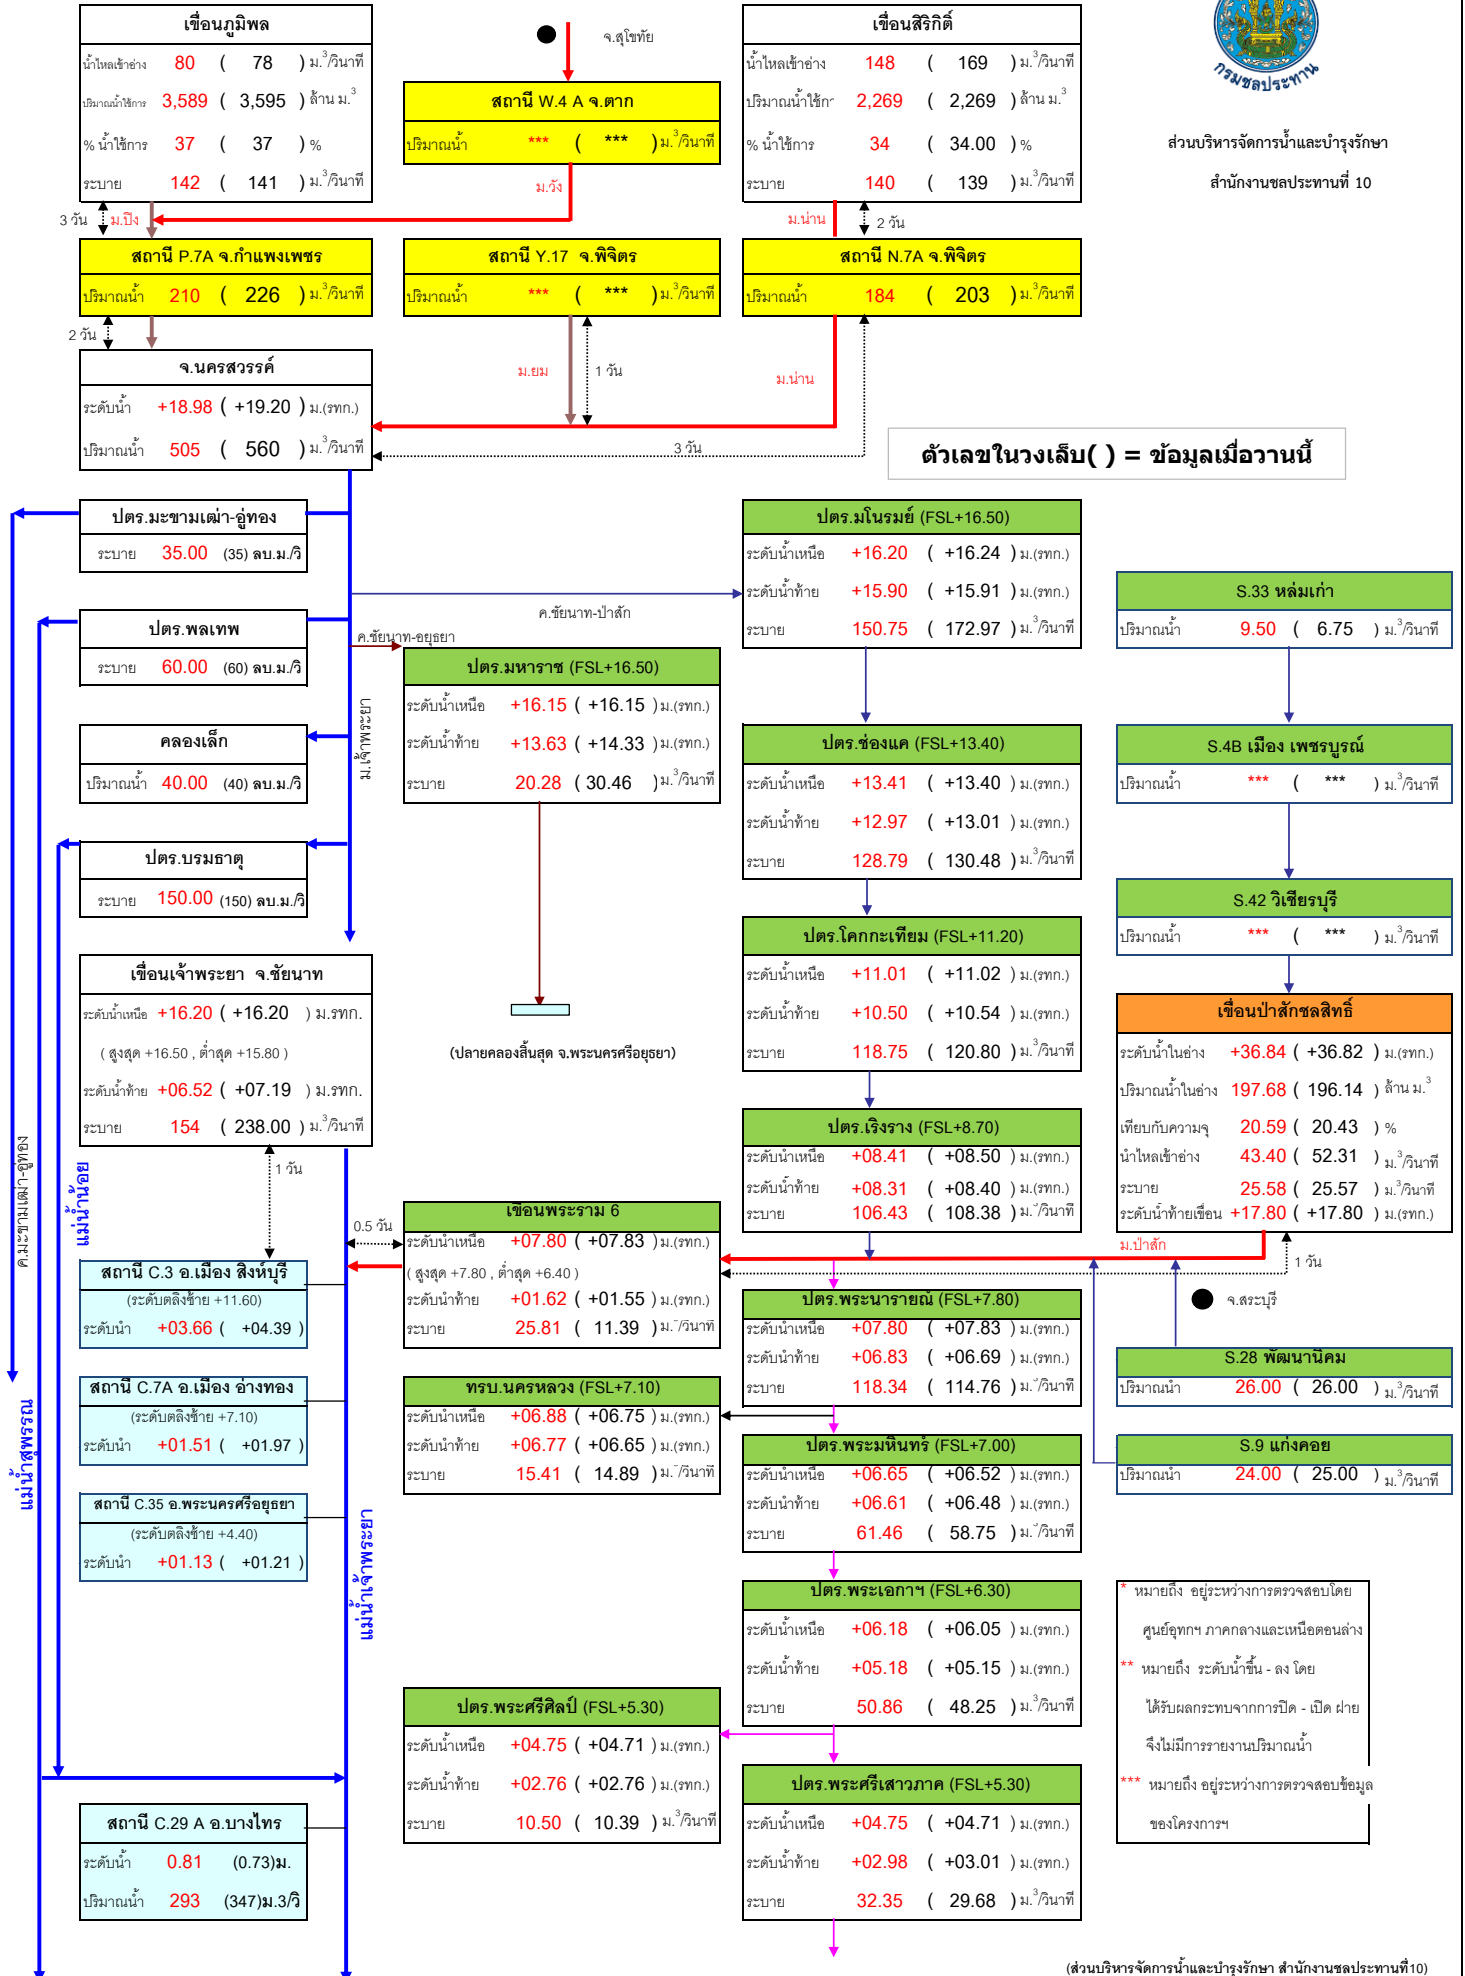 เขื่อนภูมิพล
น้ำไหลเข้าอ่าง 80 ( 78 ) ม.³/วินาที
ปริมาณน้ำใช้การ 3,589 ( 3,595 ) ล้าน ม.³
% น้ำใช้การ 37 ( 37 ) %
ระบาย 142 ( 141 ) ม.³/วินาที
จ.สุโขทัย
สถานี W.4 A จ.ตาก
ปริมาณน้ำ *** ( *** ) ม.³/วินาที
เขื่อนสิริกิติ์
น้ำไหลเข้าอ่าง 148 ( 169 ) ม.³/วินาที
ปริมาณน้ำใช้กา 2,269 ( 2,269 ) ล้าน ม.³
% น้ำใช้การ 34 ( 34.00 ) %
ระบาย 140 ( 139 ) ม.³/วินาที
กรมชลประทาน
ส่วนบริหารจัดการน้ำและบำรุงรักษา
สำนักงานชลประทานที่ 10
3 วัน ม.ปิง
ม.วัง
ม.น่าน 2 วัน
สถานี P.7A จ.กำแพงเพชร
ปริมาณน้ำ 210 ( 226 ) ม.³/วินาที
สถานี Y.17 จ.พิจิตร
ปริมาณน้ำ *** ( *** ) ม.³/วินาที
สถานี N.7A จ.พิจิตร
ปริมาณน้ำ 184 ( 203 ) ม.³/วินาที
2 วัน
ม.ยม 1 วัน
ม.น่าน
จ.นครสวรรค์
ระดับน้ำ +18.98 ( +19.20 ) ม.(รทก.)
ปริมาณน้ำ 505 ( 560 ) ม.³/วินาที
3 วัน
ตัวเลขในวงเล็บ( ) = ข้อมูลเมื่อวานนี้
ปตร.มะขามเฒ่า-อู่ทอง
ระบาย 35.00 (35) ลบ.ม./วิ
ปตร.พลเทพ
ระบาย 60.00 (60) ลบ.ม./วิ
คลองเล็ก
ปริมาณน้ำ 40.00 (40) ลบ.ม./วิ
ปตร.บรมธาตุ
ระบาย 150.00 (150) ลบ.ม./วิ
ค.ชัยนาท-ป่าสัก
ค.ชัยนาท-อยุธยา
ม.เจ้าพระยา
ปตร.มหาราช (FSL+16.50)
ระดับน้ำเหนือ +16.15 ( +16.15 ) ม.(รทก.)
ระดับน้ำท้าย +13.63 ( +14.33 ) ม.(รทก.)
ระบาย 20.28 ( 30.46 ) ม.³/วินาที
(ปลายคลองสิ้นสุด จ.พระนครศรีอยุธยา)
ปตร.มโนรมย์ (FSL+16.50)
ระดับน้ำเหนือ +16.20 ( +16.24 ) ม.(รทก.)
ระดับน้ำท้าย +15.90 ( +15.91 ) ม.(รทก.)
ระบาย 150.75 ( 172.97 ) ม.³/วินาที
ปตร.ช่องแค (FSL+13.40)
ระดับน้ำเหนือ +13.41 ( +13.40 ) ม.(รทก.)
ระดับน้ำท้าย +12.97 ( +13.01 ) ม.(รทก.)
ระบาย 128.79 ( 130.48 ) ม.³/วินาที
ปตร.โคกกะเทียม (FSL+11.20)
ระดับน้ำเหนือ +11.01 ( +11.02 ) ม.(รทก.)
ระดับน้ำท้าย +10.50 ( +10.54 ) ม.(รทก.)
ระบาย 118.75 ( 120.80 ) ม.³/วินาที
ปตร.เริงราง (FSL+8.70)
ระดับน้ำเหนือ +08.41 ( +08.50 ) ม.(รทก.)
ระดับน้ำท้าย +08.31 ( +08.40 ) ม.(รทก.)
ระบาย 106.43 ( 108.38 ) ม.³/วินาที
S.33 หล่มเก่า
ปริมาณน้ำ 9.50 ( 6.75 ) ม.³/วินาที
S.4B เมือง เพชรบูรณ์
ปริมาณน้ำ *** ( *** ) ม.³/วินาที
S.42 วิเชียรบุรี
ปริมาณน้ำ *** ( *** ) ม.³/วินาที
เขื่อนป่าสักชลสิทธิ์
ระดับน้ำในอ่าง +36.84 ( +36.82 ) ม.(รทก.)
ปริมาณน้ำในอ่าง 197.68 ( 196.14 ) ล้าน ม.³
เทียบกับความจุ 20.59 ( 20.43 ) %
น้ำไหลเข้าอ่าง 43.40 ( 52.31 ) ม.³/วินาที
ระบาย 25.58 ( 25.57 ) ม.³/วินาที
ระดับน้ำท้ายเขื่อน +17.80 ( +17.80 ) ม.(รทก.)
ม.ป่าสัก
1 วัน
จ.สระบุรี
เขื่อนเจ้าพระยา จ.ชัยนาท
ระดับน้ำเหนือ +16.20 ( +16.20 ) ม.รทก.
( สูงสุด +16.50 , ต่ำสุด +15.80 )
ระดับน้ำท้าย +06.52 ( +07.19 ) ม.รทก.
ระบาย 154 ( 238.00 ) ม.³/วินาที
ค.มะขามเฒ่า-อู่ทอง
แม่น้ำน้อย
1 วัน
0.5 วัน
เขื่อนพระราม 6
ระดับน้ำเหนือ +07.80 ( +07.83 ) ม.(รทก.)
( สูงสุด +7.80 , ต่ำสุด +6.40 )
ระดับน้ำท้าย +01.62 ( +01.55 ) ม.(รทก.)
ระบาย 25.81 ( 11.39 ) ม.³/วินาที
สถานี C.3 อ.เมือง สิงห์บุรี
(ระดับตลิ่งซ้าย +11.60)
ระดับน้ำ +03.66 ( +04.39 )
สถานี C.7A อ.เมือง อ่างทอง
(ระดับตลิ่งซ้าย +7.10)
ระดับน้ำ +01.51 ( +01.97 )
สถานี C.35 อ.พระนครศรีอยุธยา
(ระดับตลิ่งซ้าย +4.40)
ระดับน้ำ +01.13 ( +01.21 )
แม่น้ำสุพรรณ
แม่น้ำเจ้าพระยา
ทรบ.นครหลวง (FSL+7.10)
ระดับน้ำเหนือ +06.88 ( +06.75 ) ม.(รทก.)
ระดับน้ำท้าย +06.77 ( +06.65 ) ม.(รทก.)
ระบาย 15.41 ( 14.89 ) ม.³/วินาที
ปตร.พระนารายณ์ (FSL+7.80)
ระดับน้ำเหนือ +07.80 ( +07.83 ) ม.(รทก.)
ระดับน้ำท้าย +06.83 ( +06.69 ) ม.(รทก.)
ระบาย 118.34 ( 114.76 ) ม.³/วินาที
ปตร.พระมหินทร์ (FSL+7.00)
ระดับน้ำเหนือ +06.65 ( +06.52 ) ม.(รทก.)
ระดับน้ำท้าย +06.61 ( +06.48 ) ม.(รทก.)
ระบาย 61.46 ( 58.75 ) ม.³/วินาที
S.28 พัฒนานิคม
ปริมาณน้ำ 26.00 ( 26.00 ) ม.³/วินาที
S.9 แก่งคอย
ปริมาณน้ำ 24.00 ( 25.00 ) ม.³/วินาที
ปตร.พระเอกาฯ (FSL+6.30)
ระดับน้ำเหนือ +06.18 ( +06.05 ) ม.(รทก.)
ระดับน้ำท้าย +05.18 ( +05.15 ) ม.(รทก.)
ระบาย 50.86 ( 48.25 ) ม.³/วินาที
ปตร.พระศรีศิลป์ (FSL+5.30)
ระดับน้ำเหนือ +04.75 ( +04.71 ) ม.(รทก.)
ระดับน้ำท้าย +02.76 ( +02.76 ) ม.(รทก.)
ระบาย 10.50 ( 10.39 ) ม.³/วินาที
ปตร.พระศรีเสาวภาค (FSL+5.30)
ระดับน้ำเหนือ +04.75 ( +04.71 ) ม.(รทก.)
ระดับน้ำท้าย +02.98 ( +03.01 ) ม.(รทก.)
ระบาย 32.35 ( 29.68 ) ม.³/วินาที
* หมายถึง อยู่ระหว่างการตรวจสอบโดย
ศูนย์อุทกฯ ภาคกลางและเหนือตอนล่าง
** หมายถึง ระดับน้ำขึ้น - ลง โดย
ได้รับผลกระทบจากการปิด - เปิด ฝาย
จึงไม่มีการรายงานปริมาณน้ำ
*** หมายถึง อยู่ระหว่างการตรวจสอบข้อมูล
ของโครงการฯ
สถานี C.29 A อ.บางไทร
ระดับน้ำ 0.81 (0.73)ม.
ปริมาณน้ำ 293 (347)ม.3/วิ
(ส่วนบริหารจัดการน้ำและบำรุงรักษา สำนักงานชลประทานที่10)